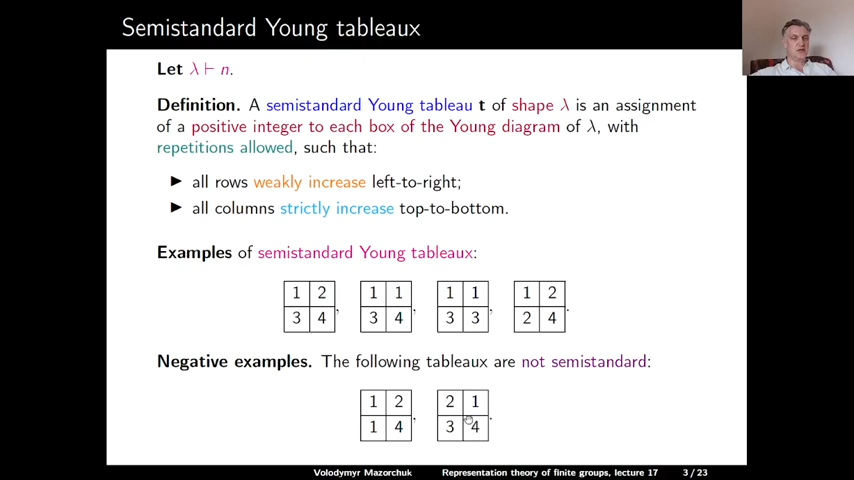 Semistandard Young tableaux
Let λ ⊢ n.
Definition. A semistandard Young tableau t of shape λ is an assignment
of a positive integer to each box of the Young diagram of λ, with
repetitions allowed, such that:
▶ all rows weakly increase left-to-right;
▶ all columns strictly increase top-to-bottom.
Examples of semistandard Young tableaux:
1 2 1 1 1 1 1 2
3 4 , 3 4 , 3 3 , 2 4 .
Negative examples. The following tableaux are not semistandard:
1 2 2 1
1 4 , 3 4 .
Volodymyr Mazorchuk Representation theory of finite groups, lecture 17 3 / 23